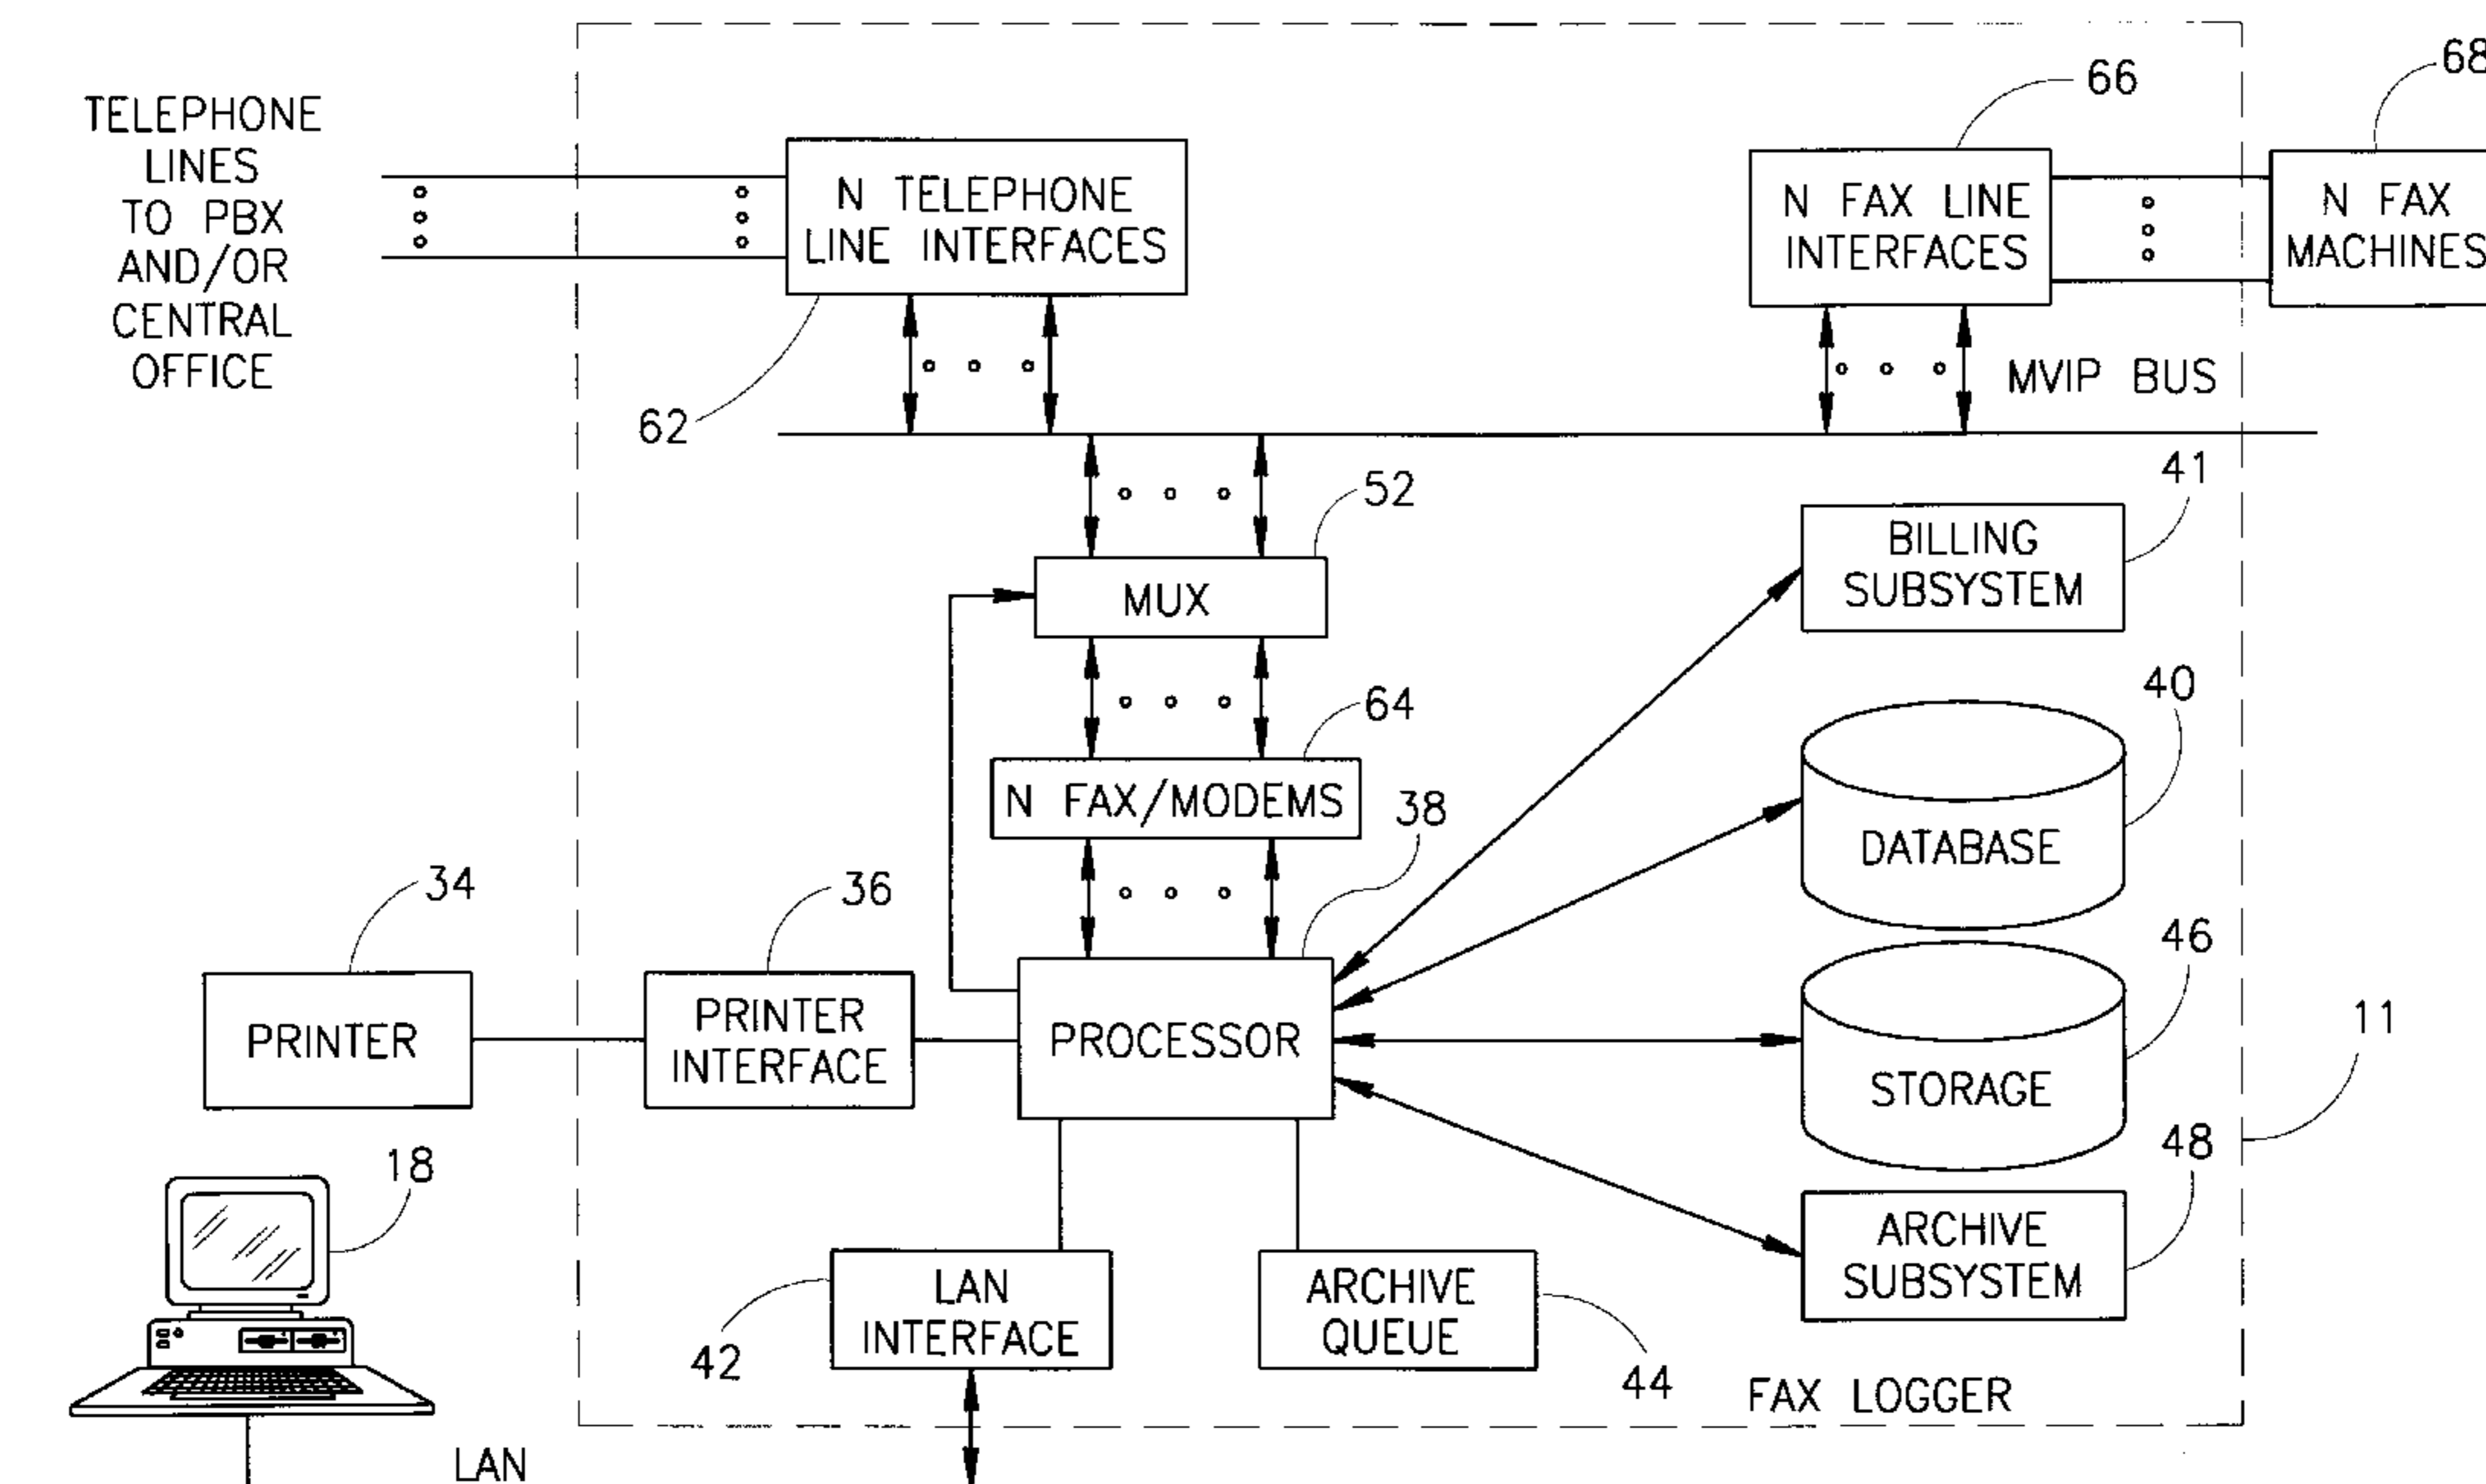 68
66
TELEPHONE
LINES
TO PBX
AND/OR
CENTRAL
OFFICE
N TELEPHONE
LINE INTERFACES
N FAX LINE
INTERFACES
N FAX
MACHINES
MVIP BUS
62
41
52
BILLING
SUBSYSTEM
MUX
40
64
N FAX/MODEMS
38
DATABASE
34
36
46
PRINTER
PRINTER
INTERFACE
PROCESSOR
STORAGE
11
18
48
LAN
INTERFACE
ARCHIVE
QUEUE
ARCHIVE
SUBSYSTEM
42
44
FAX LOGGER
LAN